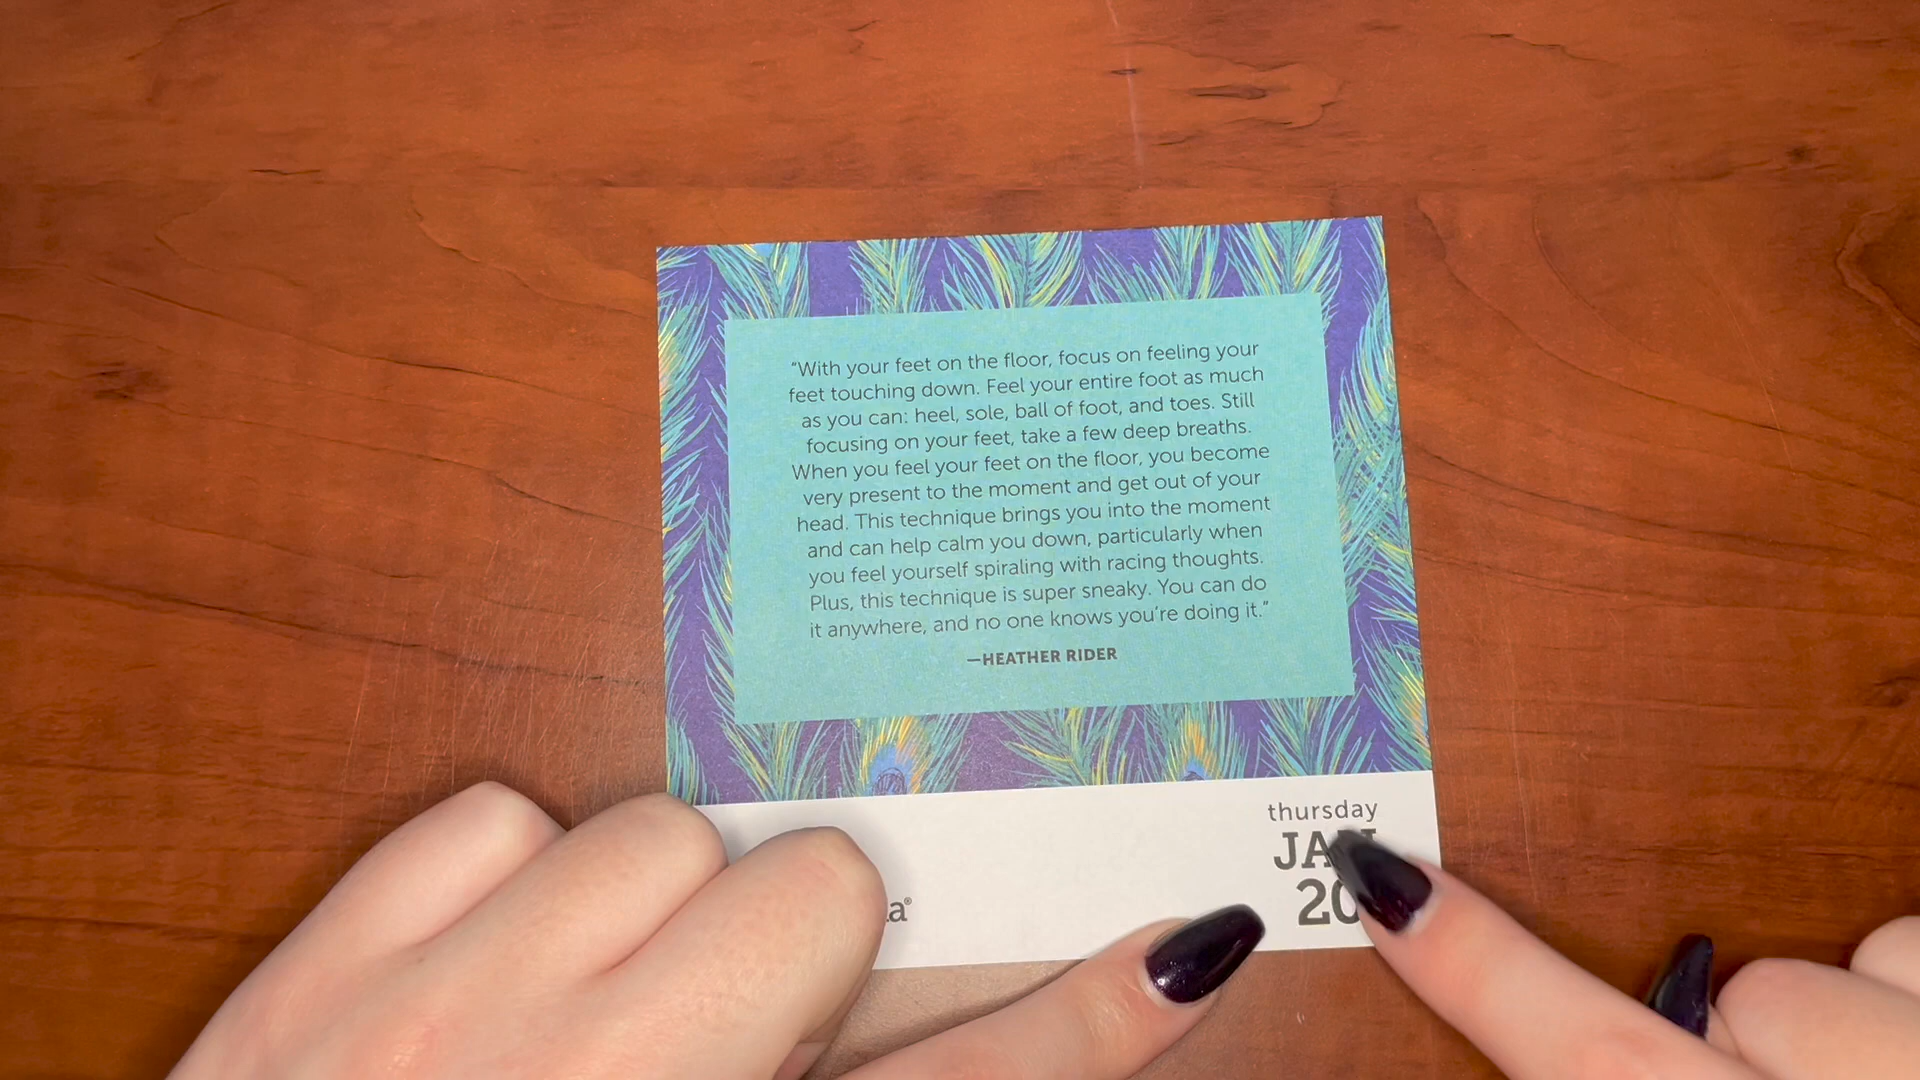 “With your feet on the floor, focus on feeling your
feet touching down. Feel your entire foot as much
as you can: heel, sole, ball of foot, and toes. Still
focusing on your feet, take a few deep breaths.
When you feel your feet on the floor, you become
very present to the moment and get out of your
head. This technique brings you into the moment
and can help calm you down, particularly when
you feel yourself spiraling with racing thoughts.
Plus, this technique is super sneaky. You can do
it anywhere, and no one knows you’re doing it.”
—HEATHER RIDER
thursday
JAN
20